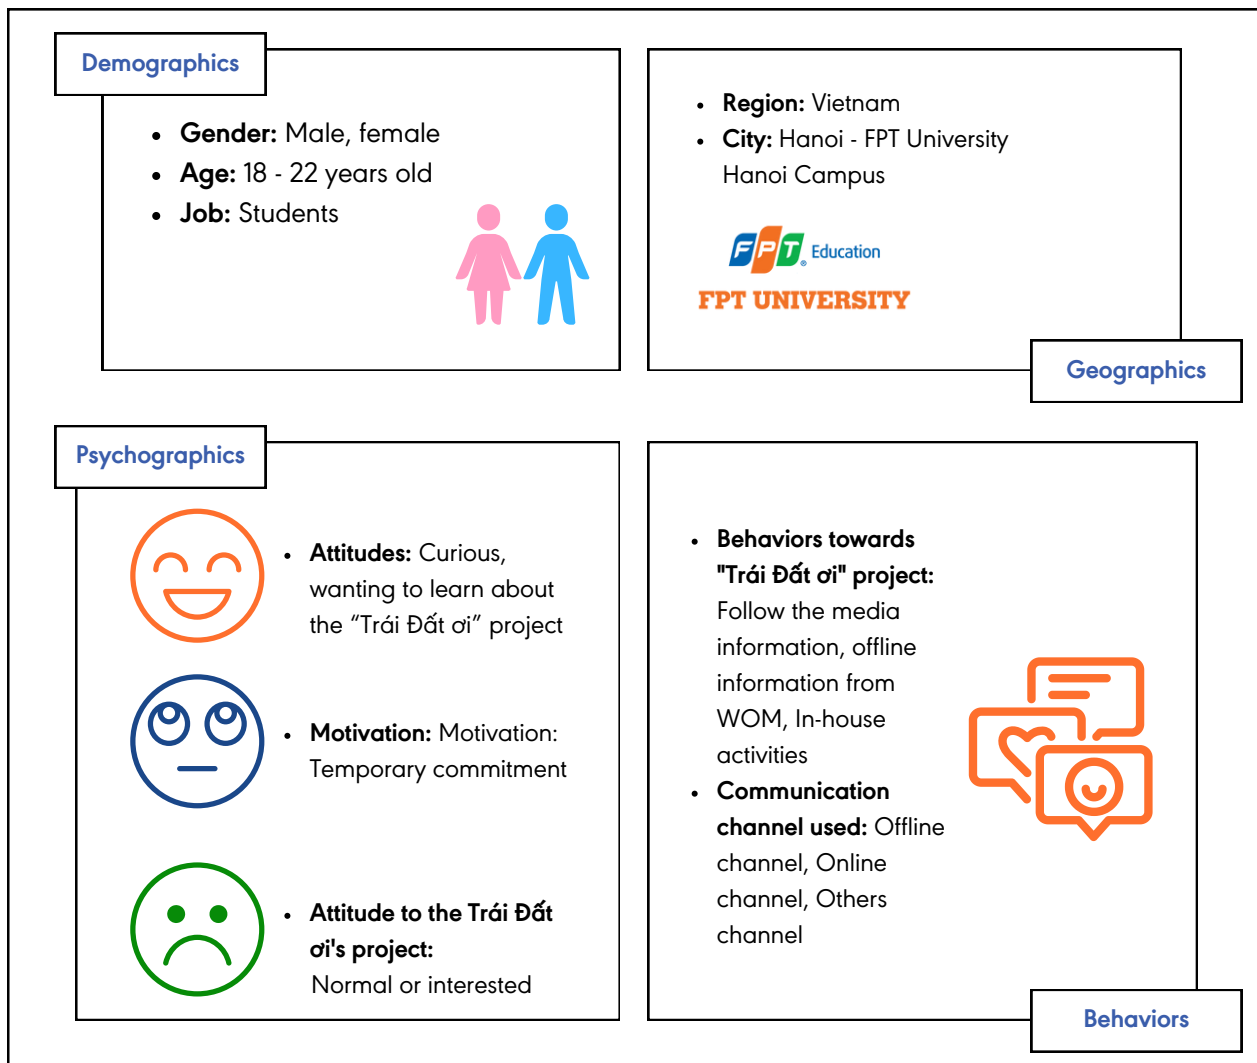 Demographics
• Gender: Male, female
• Age: 18 - 22 years old
• Job: Students
• Region: Vietnam
• City: Hanoi - FPT University
Hanoi Campus
FPT Education
FPT UNIVERSITY
Geographics
Psychographics
• Attitudes: Curious,
wanting to learn about
the “Trái Đất ơi” project
• Motivation: Motivation:
Temporary commitment
• Attitude to the Trái Đất
ơi's project:
Normal or interested
• Behaviors towards
"Trái Đất ơi" project:
Follow the media
information, offline
information from
WOM, In-house
activities
• Communication
channel used: Offline
channel, Online
channel, Others
channel
Behaviors